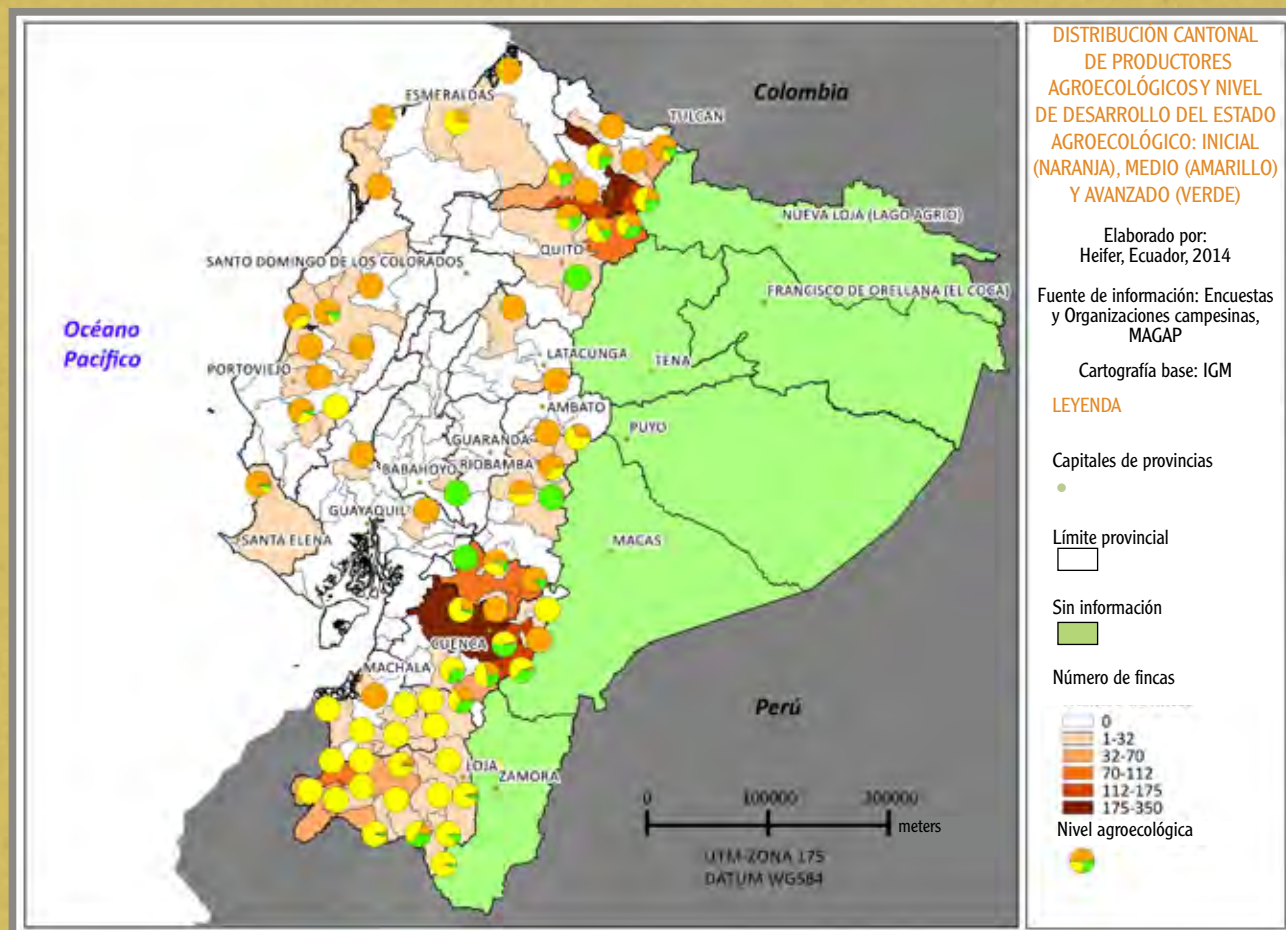 Colombia
ESMERALDAS
TULCAN
NUEVA LOJA (LAGO AGRIO)
QUITO
SANTO DOMINGO DE LOS COLORADOS
FRANCISCO DE ORELLANA (EL COCA)
Océano
Pacífico
LATACUNGA
TENA
PORTOVIEJO
AMBATO
PUYO
GUARANDA
BABAHOYO
RIOBAMBA
GUAYAQUIL
SANTA ELENA
MACAS
CUENCA
MACHALA
Perú
LOJA
ZAMORA
0 100000 200000
meters
UTM-ZONA 17S
DATUM WGS84
DISTRIBUCIÓN CANTONAL
DE PRODUCTORES
AGROECOLÓGICOS Y NIVEL
DE DESARROLLO DEL ESTADO
AGROECOLÓGICO: INICIAL
(NARANJA), MEDIO (AMARILLO)
Y AVANZADO (VERDE)
Elaborado por:
Heifer, Ecuador, 2014
Fuente de información: Encuestas
y Organizaciones campesinas,
MAGAP
Cartografía base: IGM
LEYENDA
Capitales de provincias
Límite provincial
Sin información
Número de fincas
0
1-32
32-70
70-112
112-175
175-350
Nivel agroecológica